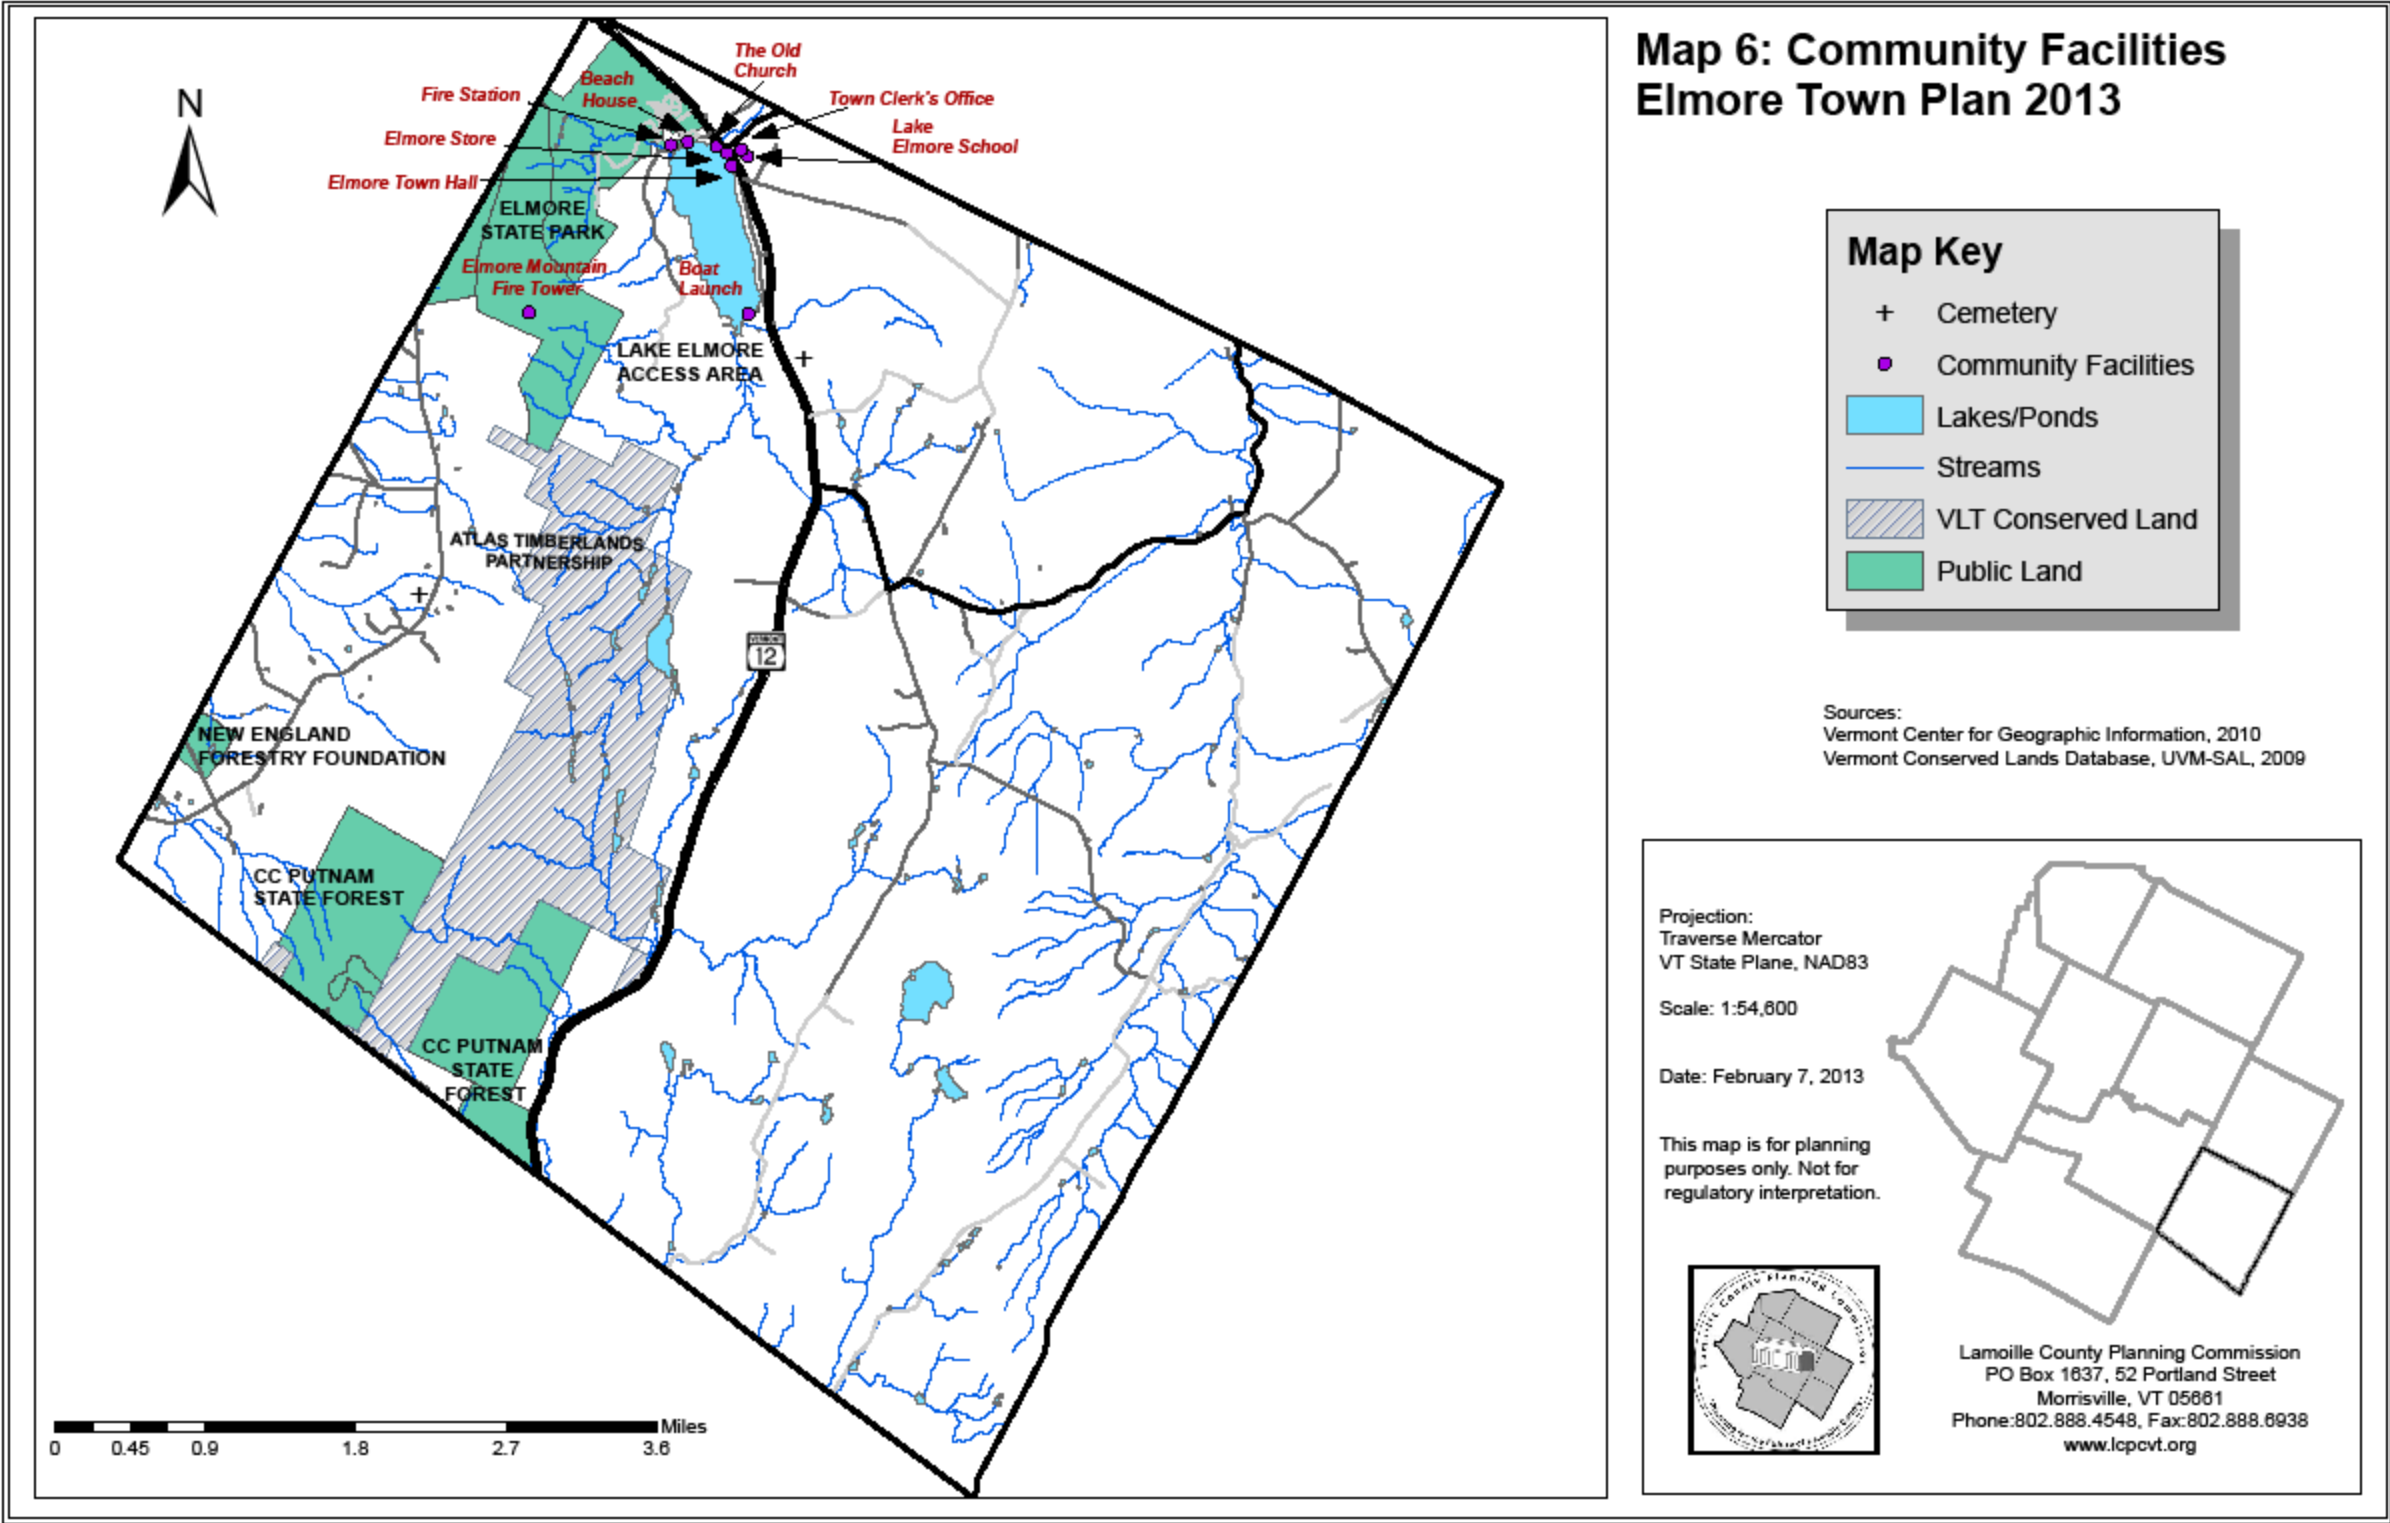 Map 6: Community Facilities
Elmore Town Plan 2013
N
The Old
Church
Beach
House
Fire Station
Town Clerk's Office
Elmore Store
Lake
Elmore School
Elmore Town Hall
ELMORE
STATE PARK
Elmore Mountain
Fire Tower
Boat
Launch
LAKE ELMORE
ACCESS AREA
ATLAS TIMBERLANDS
PARTNERSHIP
12
NEW ENGLAND
FORESTRY FOUNDATION
CC PUTNAM
STATE FOREST
CC PUTNAM
STATE
FOREST
Miles
0 0.45 0.9 1.8 2.7 3.6
Map Key
Cemetery
Community Facilities
Lakes/Ponds
Streams
VLT Conserved Land
Public Land
Sources:
Vermont Center for Geographic Information, 2010
Vermont Conserved Lands Database, UVM-SAL, 2009
Projection:
Traverse Mercator
VT State Plane, NAD83
Scale: 1:54,600
Date: February 7, 2013
This map is for planning
purposes only. Not for
regulatory interpretation.
Lamoille County Planning Commission
Lamoille County Planning Commission
PO Box 1637, 52 Portland Street
Morrisville, VT 05661
Phone:802.888.4548, Fax:802.888.6938
www.lcpcvt.org